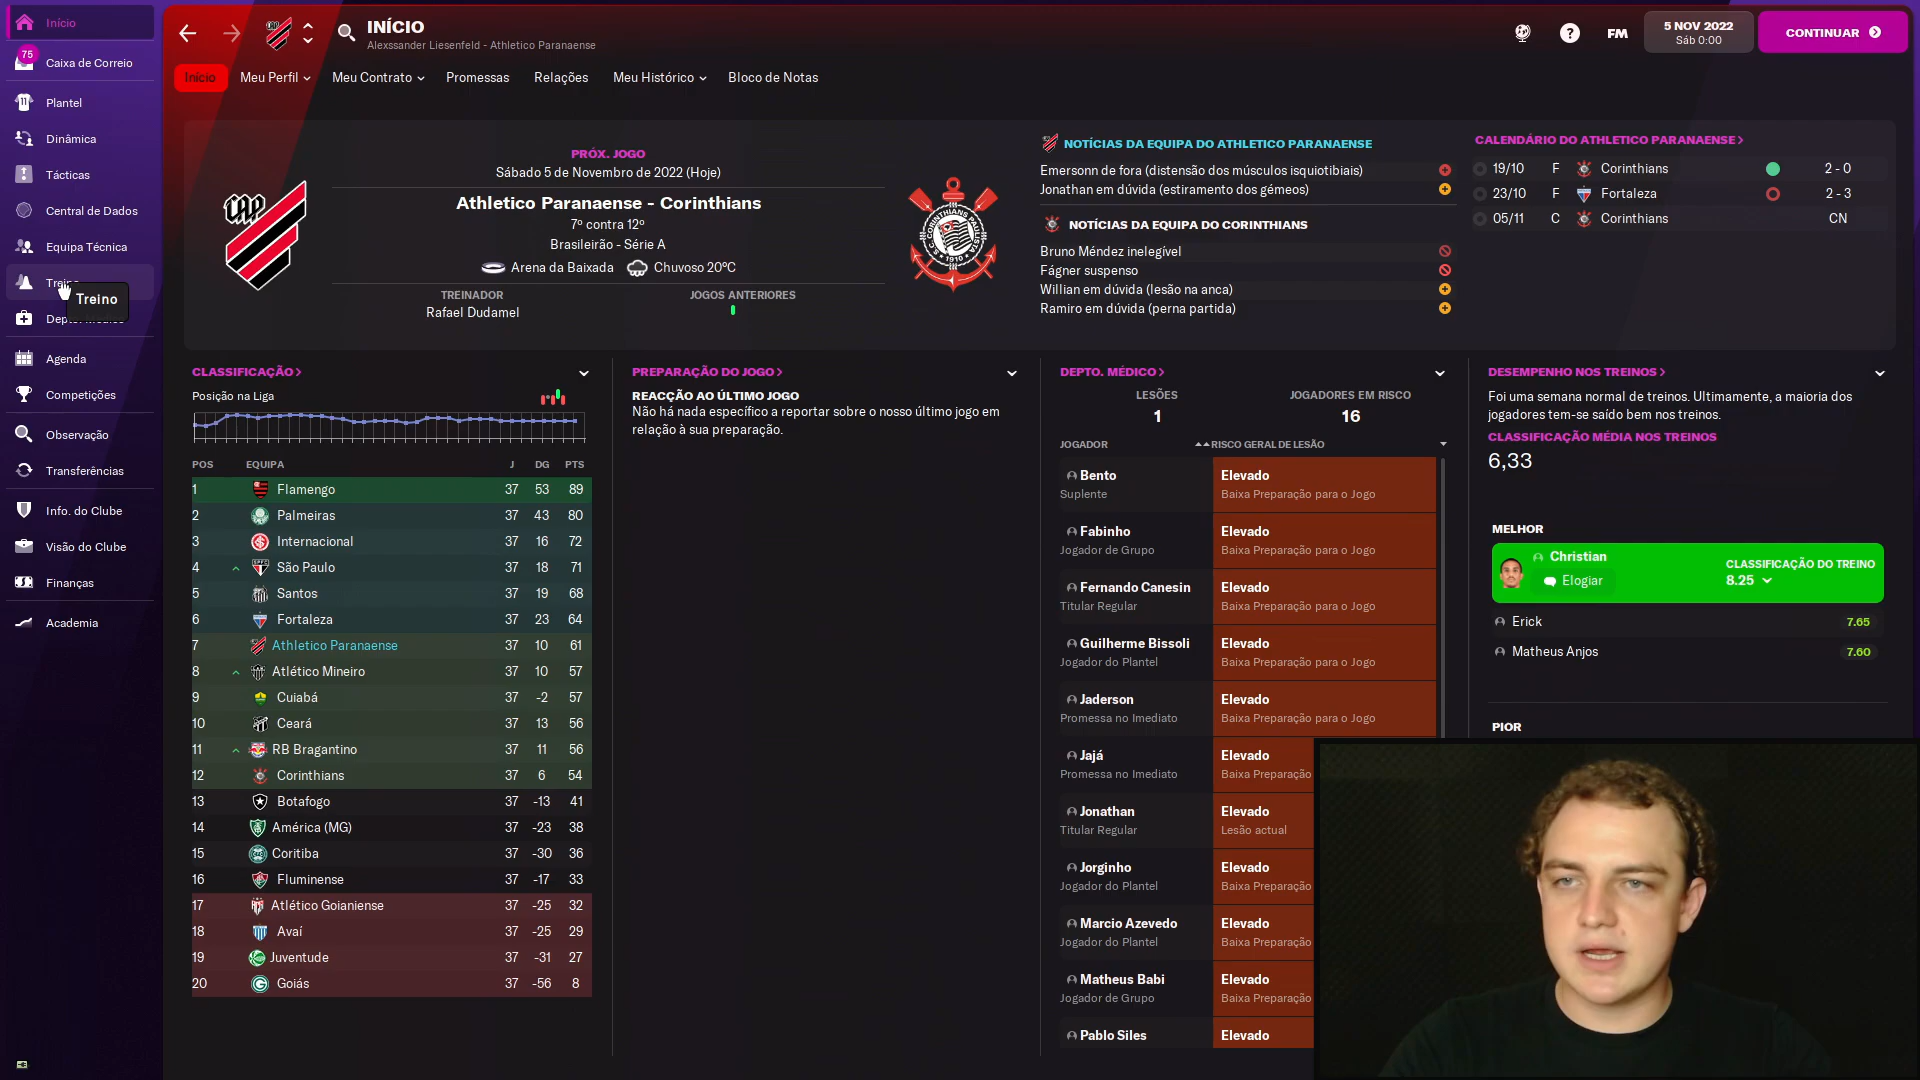 Início
75
Caixa de Correio
Plantel
Dinâmica
Tácticas
Central de Dados
Equipa Técnica
Treino
Treino
Competições
Agenda
Observação
Transferências
Info. do Clube
Visão do Clube
Finanças
Academia
INÍCIO
Alexssander Liesenfeld - Athletico Paranaense
FM
5 NOV 2022
Sáb 0:00
CONTINUAR
Início
Meu Perfil
Meu Contrato
Promessas
Relações
Meu Histórico
Bloco de Notas
PRÓX. JOGO
Sábado 5 de Novembro de 2022 (Hoje)
Athletico Paranaense - Corinthians
7º contra 12º
Brasileirão - Série A
Arena da Baixada Chuvoso 20ºC
TREINADOR
Rafael Dudamel
JOGOS ANTERIORES
NOTÍCIAS DA EQUIPA DO ATHLETICO PARANAENSE
Emersonn de fora (distensão dos músculos isquiotibiais)
Jonathan em dúvida (estiramento dos gémeos)
NOTÍCIAS DA EQUIPA DO CORINTHIANS
Bruno Méndez inelegível
Fágner suspenso
Willian em dúvida (lesão na anca)
Ramiro em dúvida (perna partida)
CALENDÁRIO DO ATHLETICO PARANAENSE
19/10 F Corinthians 2 - 0
23/10 F Fortaleza 2 - 3
05/11 C Corinthians CN
CLASSIFICAÇÃO
Posição na Liga
POS EQUIPA J DG PTS
1 Flamengo 37 53 89
2 Palmeiras 37 43 80
3 Internacional 37 16 72
4 São Paulo 37 18 71
5 Santos 37 19 68
6 Fortaleza 37 23 64
7 Athletico Paranaense 37 10 61
8 Atlético Mineiro 37 10 57
9 Cuiabá 37 -2 57
10 Ceará 37 13 56
11 RB Bragantino 37 11 56
12 Corinthians 37 6 54
13 Botafogo 37 -13 41
14 América (MG) 37 -23 38
15 Coritiba 37 -30 36
16 Fluminense 37 -17 33
17 Atlético Goianiense 37 -25 32
18 Avaí 37 -25 29
19 Juventude 37 -31 27
20 Goiás 37 -56 8
PREPARAÇÃO DO JOGO
REACÇÃO AO ÚLTIMO JOGO
Não há nada específico a reportar sobre o nosso último jogo em
relação à sua preparação.
DEPTO. MÉDICO
LESÕES
1
JOGADORES EM RISCO
16
JOGADOR RISCO GERAL DE LESÃO
Bento Elevado
Suplente Baixa Preparação para o Jogo
Fabinho Elevado
Jogador de Grupo Baixa Preparação para o Jogo
Fernando Canesin Elevado
Titular Regular Baixa Preparação para o Jogo
Guilherme Bissoli Elevado
Jogador do Plantel Baixa Preparação para o Jogo
Jaderson Elevado
Promessa no Imediato Baixa Preparação para o Jogo
Jajá Elevado
Promessa no Imediato Baixa Preparação
Jonathan Elevado
Titular Regular Lesão actual
Jorginho Elevado
Jogador do Plantel Baixa Preparação
Marcio Azevedo Elevado
Jogador do Plantel Baixa Preparação
Matheus Babi Elevado
Jogador de Grupo Baixa Preparação
Pablo Siles Elevado
DESEMPENHO NOS TREINOS
Foi uma semana normal de treinos. Ultimamente, a maioria dos
jogadores tem-se saído bem nos treinos.
CLASSIFICAÇÃO MÉDIA NOS TREINOS
6,33
MELHOR
Christian
Elogiar
CLASSIFICAÇÃO DO TREINO
8.25
Erick 7.65
Matheus Anjos 7.60
PIOR